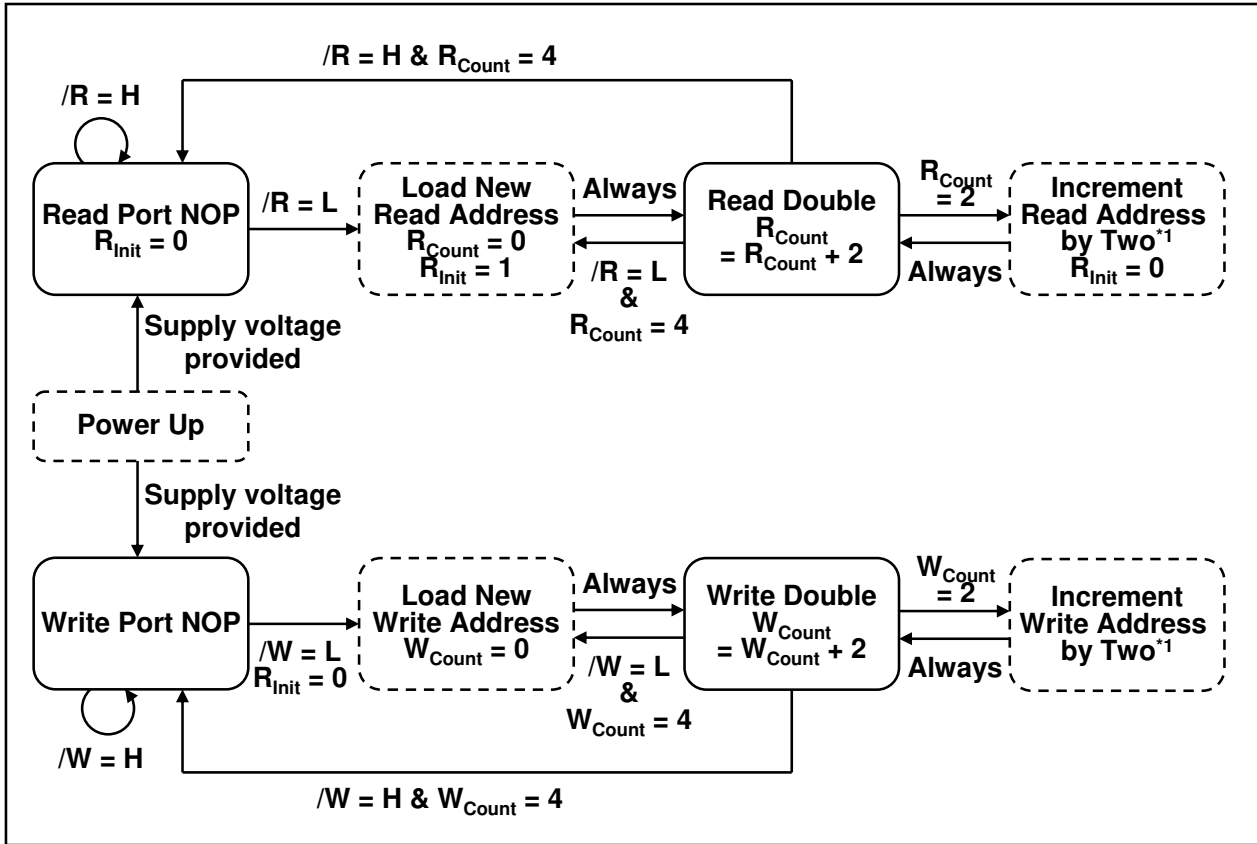 /R = H & R_Count = 4
/R = H
Read Port NOP
R_Init = 0
/R = L
Load New
Read Address
R_Count = 0
R_Init = 1
Always
/R = L
&
R_Count = 4
Read Double
R_Count
= R_Count + 2
R_Count
= 2
Always
Increment
Read Address
by Two*1
R_Init = 0
Supply voltage
provided
Power Up
Supply voltage
provided
Write Port NOP
/W = L
R_Init = 0
Load New
Write Address
W_Count = 0
Always
/W = L
&
W_Count = 4
Write Double
W_Count
= W_Count + 2
W_Count
= 2
Always
Increment
Write Address
by Two*1
/W = H
/W = H & W_Count = 4